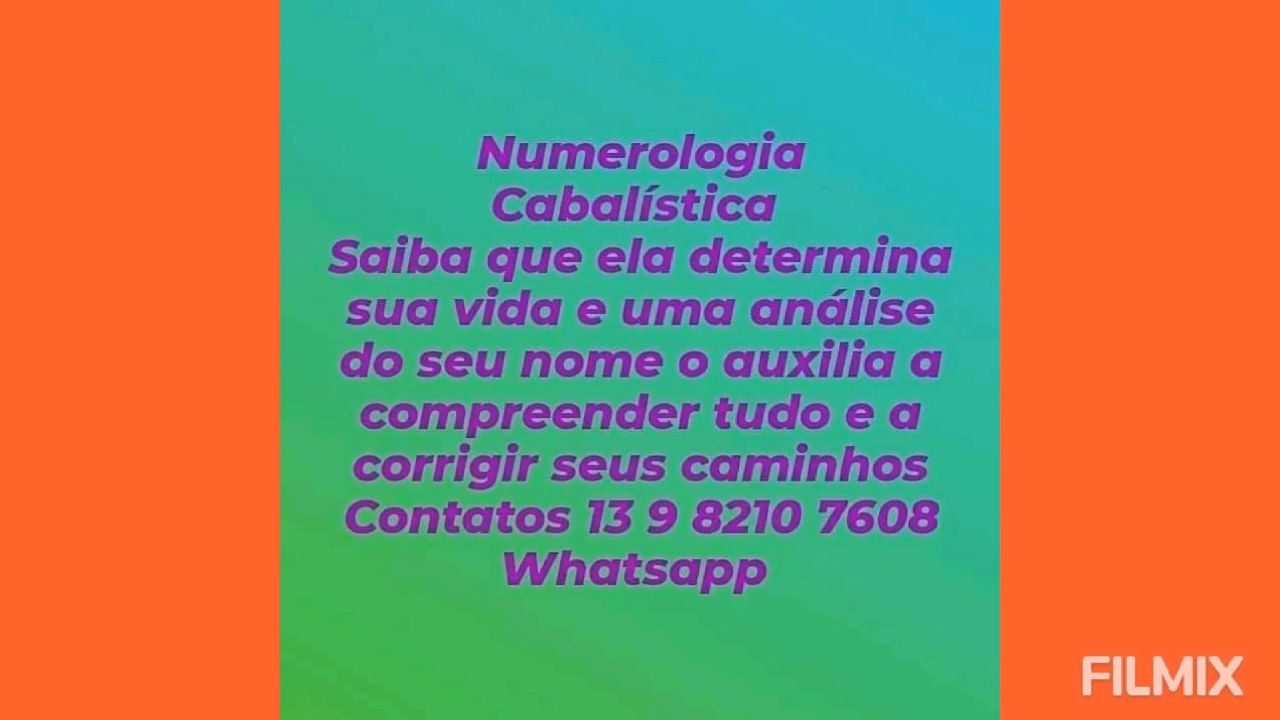 Numerologia
Cabalística
Saiba que ela determina
sua vida e uma análise
do seu nome o auxilia a
compreender tudo e a
corrigir seus caminhos
Contatos 13 9 8210 7608
Whatsapp
FILMIX